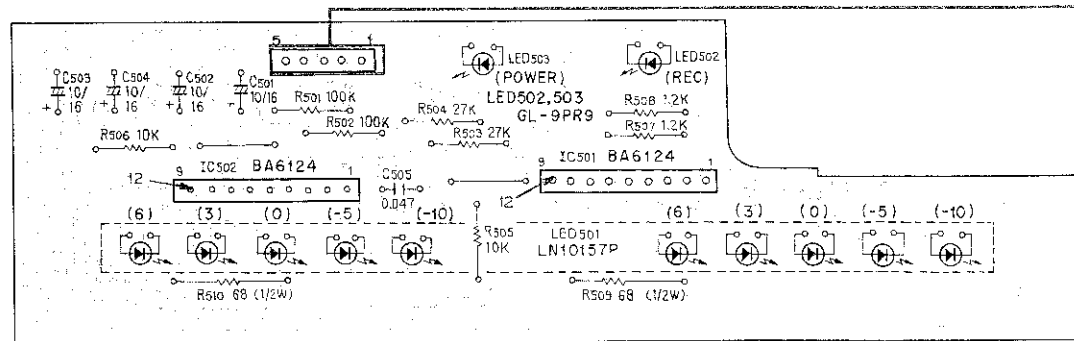 5 1
C503 10/ 16
C504 10/ 16
C502 10/ 16
C501 10/16
+ + + +
R501 100K
R502 100K
R504 27K
R503 27K
R506 10K
LED503
(POWER)
LED502
(REC)
LED502,503
GL-9PR9
R508 1.2K
R507 1.2K
9 IC502 BA6124 1
12
C505
0.047
9 IC501 BA6124 1
12
(6) (3) (0) (-5) (-10)
(6) (3) (0) (-5) (-10)
R505
10K
LED501
LN10157P
R510 68 (1/2W)
R509 68 (1/2W)